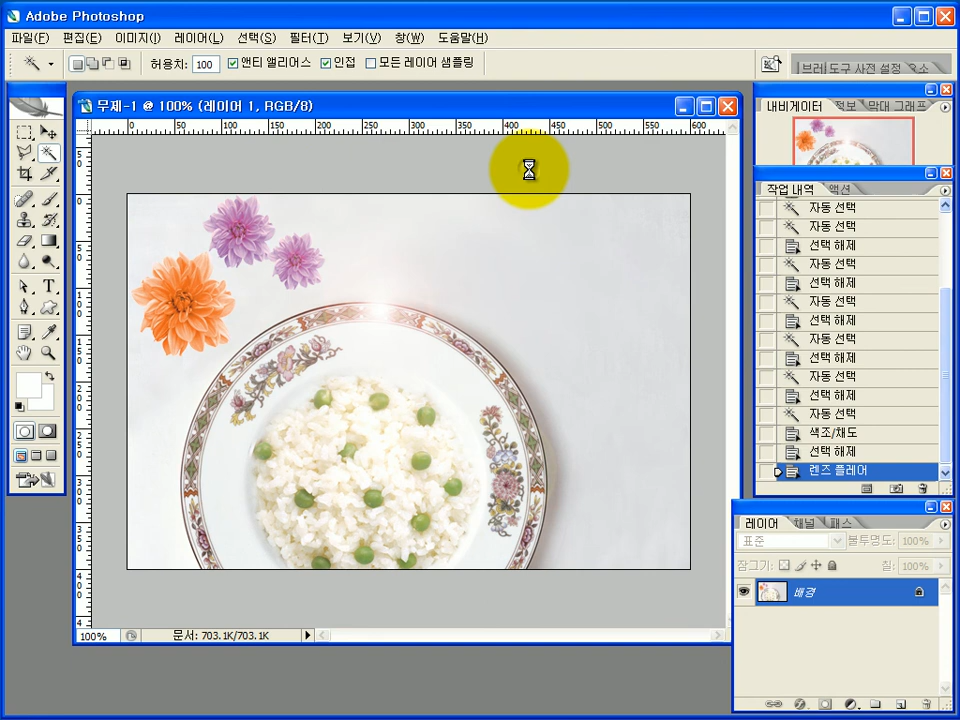 Adobe Photoshop
파일(F) 편집(E) 이미지(I) 레이어(L) 선택(S) 필터(T) 보기(V) 창(W) 도움말(H)
허용치: 100 앤티 앨리어스 인접 모든 레이어 샘플링
브러 도구 사전 설정
무제-1 @ 100% (레이어 1, RGB/8)
0 50 100 150 200 250 300 350 400 450 500 550 600
내비게이터 정보 막대 그래프
작업 내역 액션
자동 선택
자동 선택
선택 해제
자동 선택
선택 해제
자동 선택
선택 해제
자동 선택
선택 해제
자동 선택
선택 해제
자동 선택
색조/채도
선택 해제
렌즈 플레어
레이어 채널 패스
표준 불투명도: 100%
잠그기: 칠: 100%
배경
100% 문서: 703.1K/703.1K